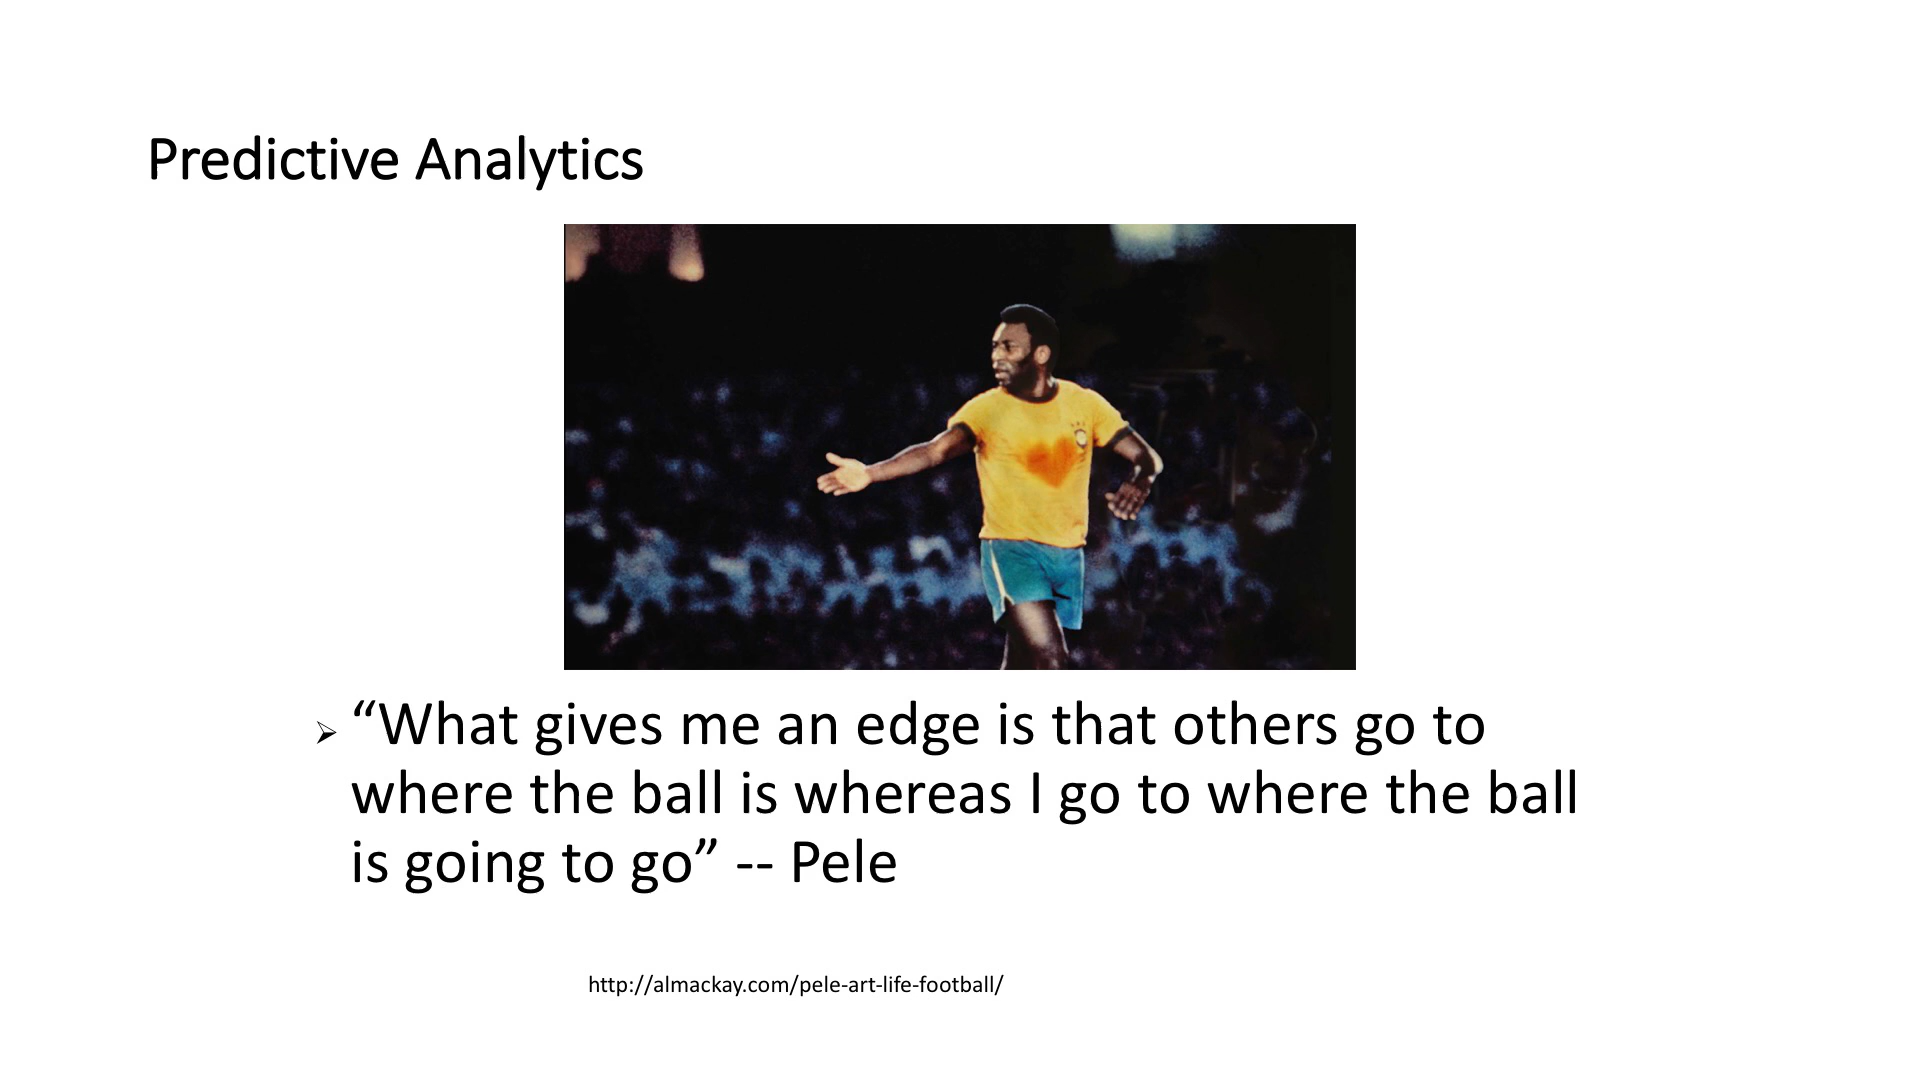 Predictive Analytics
“What gives me an edge is that others go to
where the ball is whereas I go to where the ball
is going to go” -- Pele
http://almackay.com/pele-art-life-football/